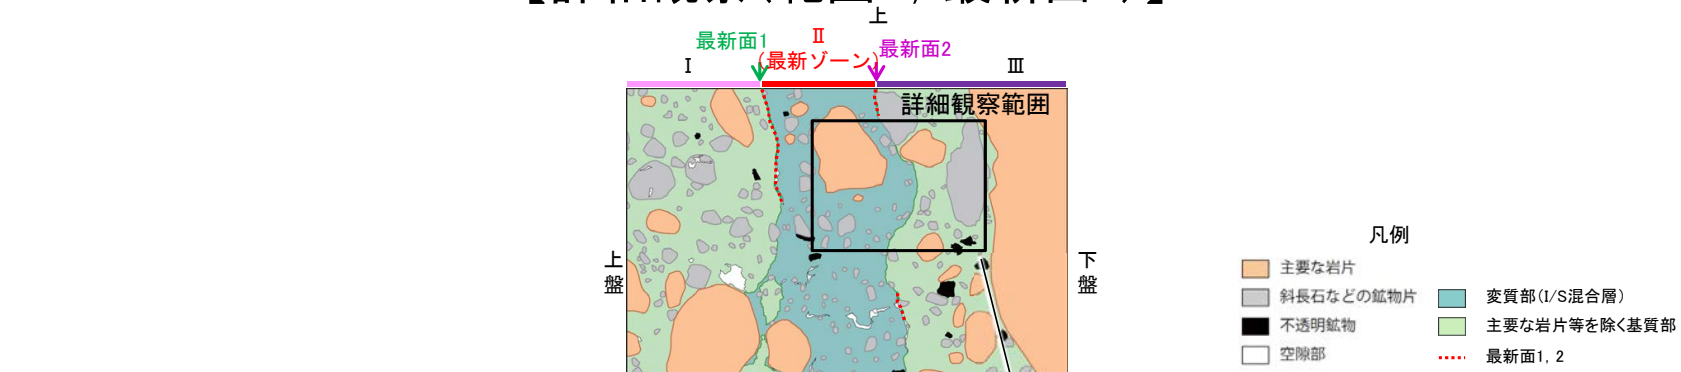 上
最新面1
Ⅱ
(最新ゾーン)
最新面2
Ⅰ
Ⅲ
詳細観察範囲
上盤
下盤
凡例
主要な岩片
斜長石などの鉱物片
変質部(I/S混合層)
不透明鉱物
主要な岩片等を除く基質部
空隙部
最新面1, 2